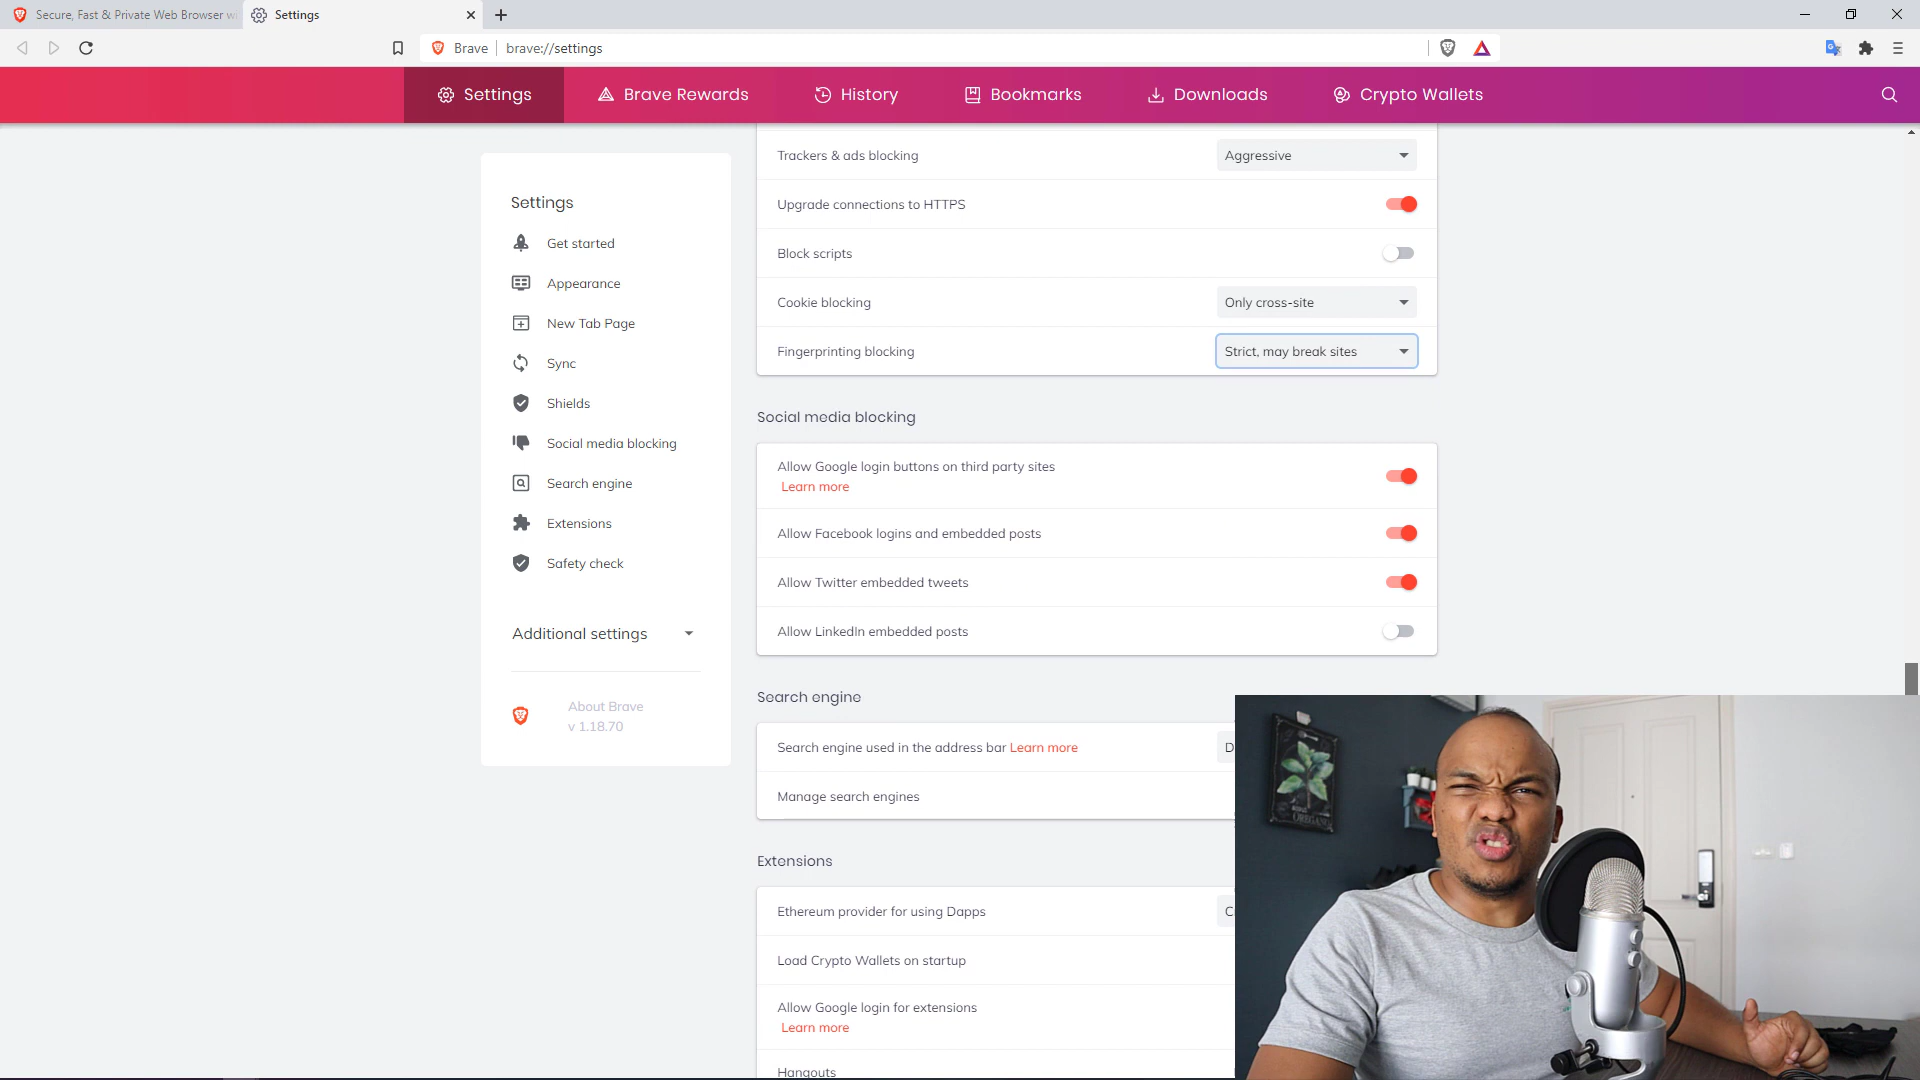 Secure, Fast & Private Web Browser w
Settings
Brave
brave://settings
Settings
Brave Rewards
History
Bookmarks
Downloads
Crypto Wallets
Settings
Get started
Appearance
New Tab Page
Sync
Shields
Social media blocking
Search engine
Extensions
Safety check
Additional settings
About Brave
v 1.18.70
Trackers & ads blocking
Aggressive
Upgrade connections to HTTPS
Block scripts
Cookie blocking
Only cross-site
Fingerprinting blocking
Strict, may break sites
Social media blocking
Allow Google login buttons on third party sites
Learn more
Allow Facebook logins and embedded posts
Allow Twitter embedded tweets
Allow LinkedIn embedded posts
Search engine
Search engine used in the address bar Learn more
D
Manage search engines
Extensions
Ethereum provider for using Dapps
C
Load Crypto Wallets on startup
Allow Google login for extensions
Learn more
Hangouts
OREGANO